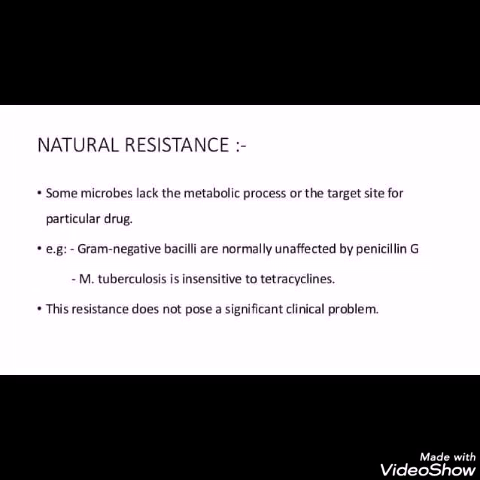 NATURAL RESISTANCE :-
• Some microbes lack the metabolic process or the target site for
particular drug.
• e.g: - Gram-negative bacilli are normally unaffected by penicillin G
- M. tuberculosis is insensitive to tetracyclines.
• This resistance does not pose a significant clinical problem.
Made with
VideoShow